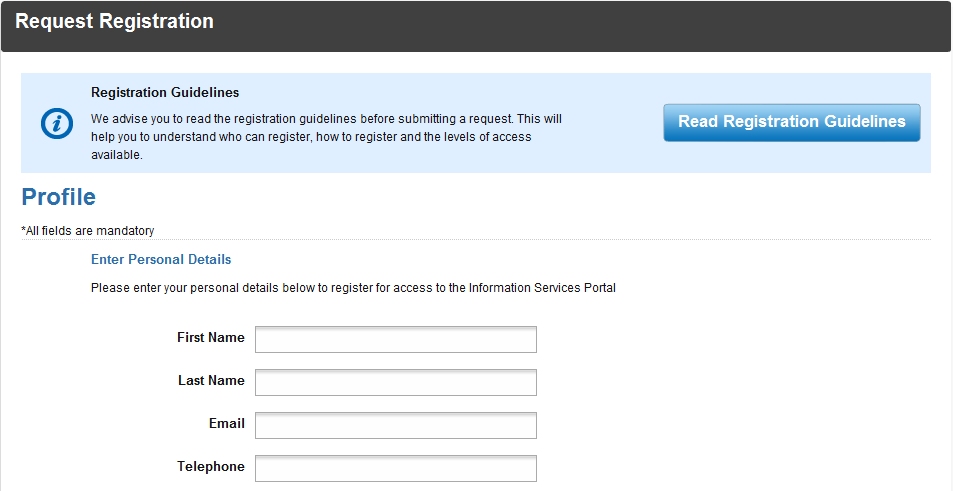 Request Registration
Registration Guidelines
We advise you to read the registration guidelines before submitting a request. This will
help you to understand who can register, how to register and the levels of access
available.
Read Registration Guidelines
Profile
*All fields are mandatory
Enter Personal Details
Please enter your personal details below to register for access to the Information Services Portal
First Name
Last Name
Email
Telephone